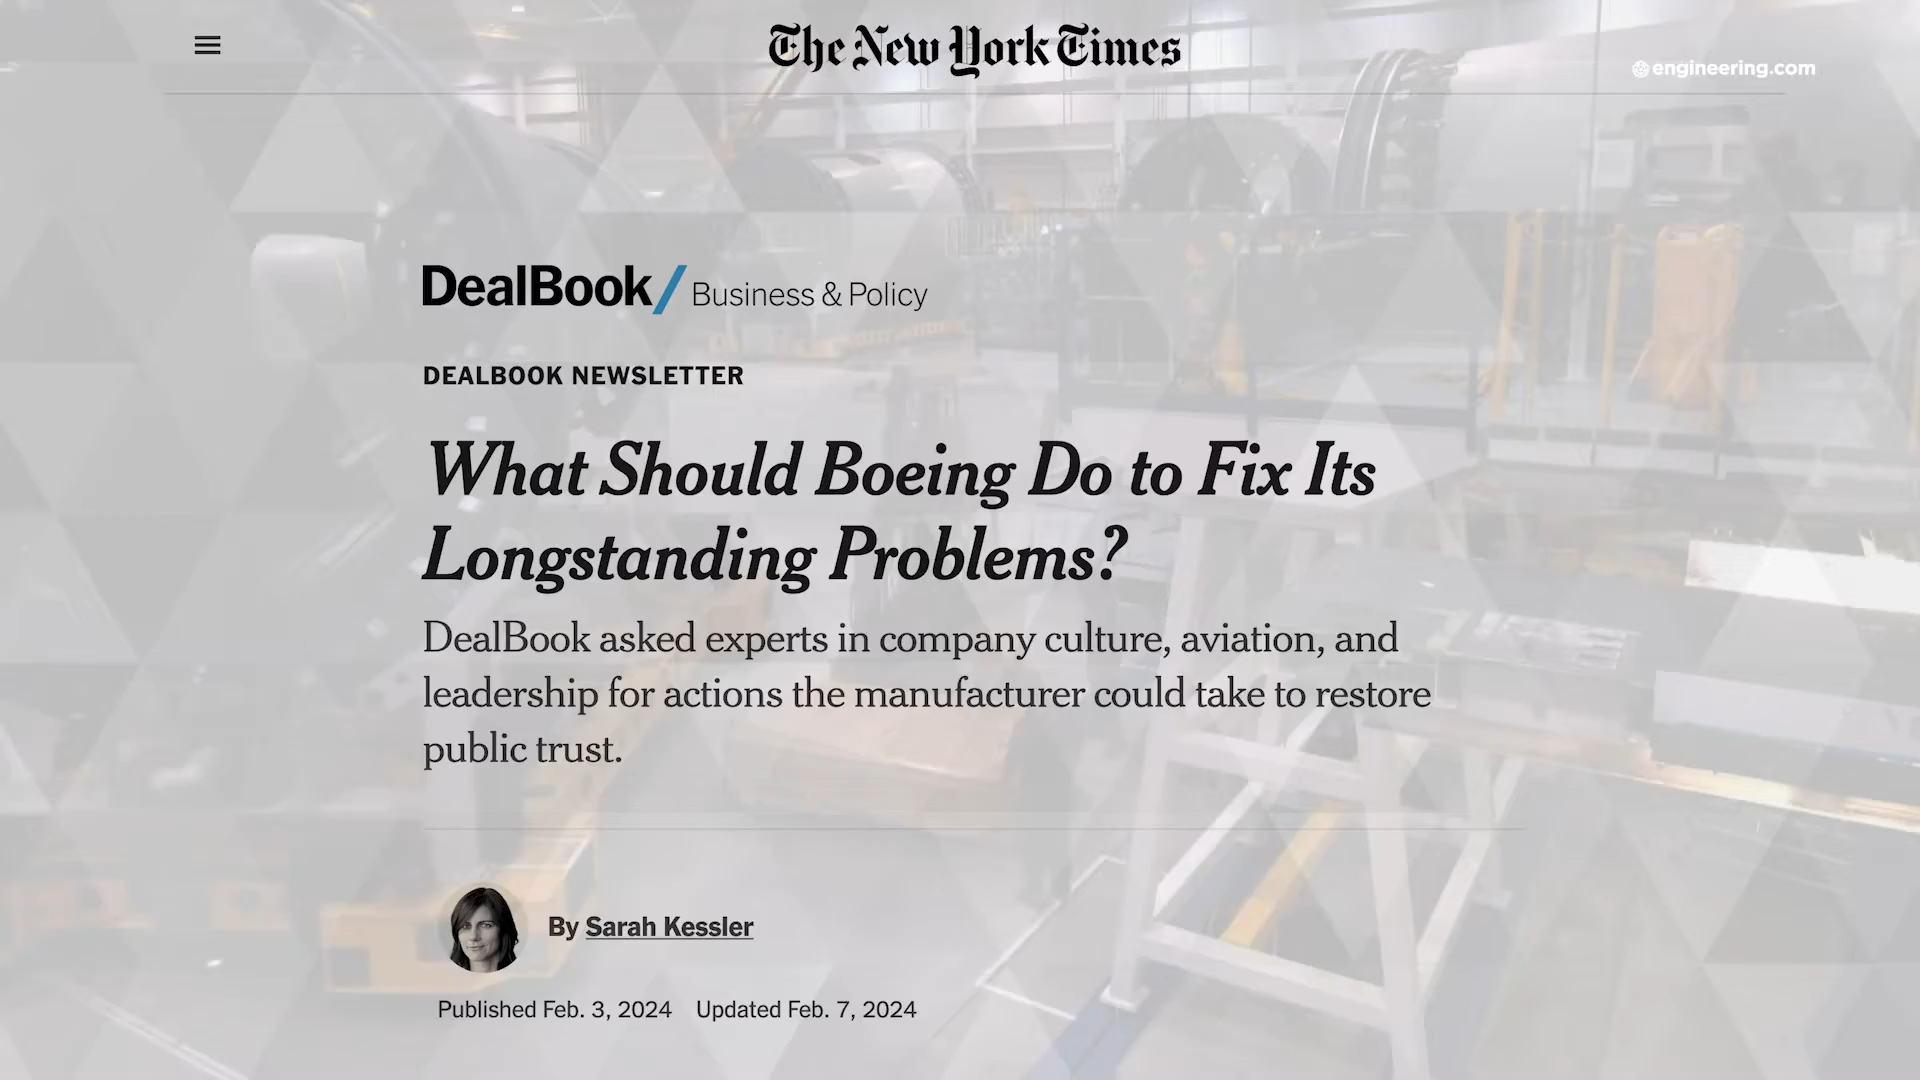 The New York Times
engineering.com
DealBook/ Business & Policy
DEALBOOK NEWSLETTER
What Should Boeing Do to Fix Its
Longstanding Problems?
DealBook asked experts in company culture, aviation, and
leadership for actions the manufacturer could take to restore
public trust.
By Sarah Kessler
Published Feb. 3, 2024 Updated Feb. 7, 2024